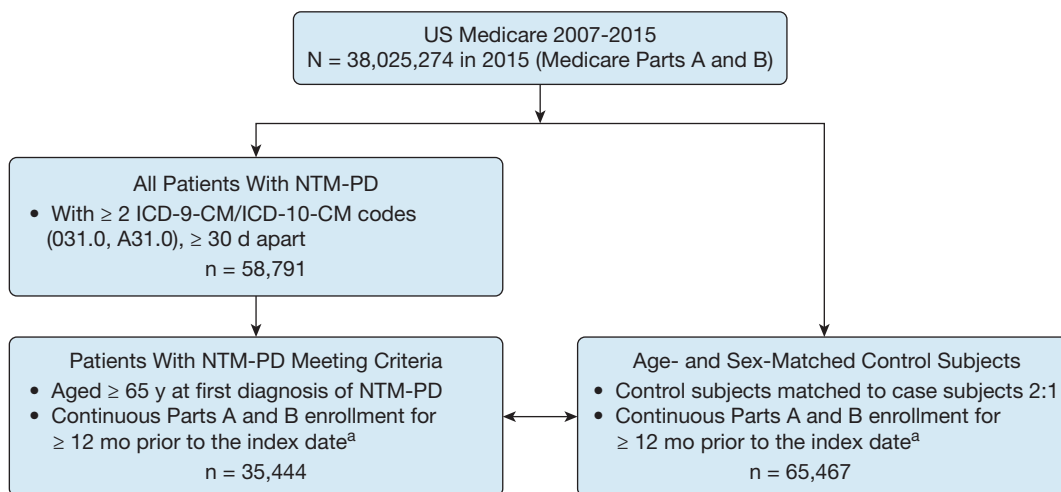 US Medicare 2007-2015
N = 38,025,274 in 2015 (Medicare Parts A and B)
All Patients With NTM-PD
• With ≥ 2 ICD-9-CM/ICD-10-CM codes
(031.0, A31.0), ≥ 30 d apart
n = 58,791
Patients With NTM-PD Meeting Criteria
• Aged ≥ 65 y at first diagnosis of NTM-PD
• Continuous Parts A and B enrollment for
≥ 12 mo prior to the index dateᵃ
n = 35,444
Age- and Sex-Matched Control Subjects
• Control subjects matched to case subjects 2:1
• Continuous Parts A and B enrollment for
≥ 12 mo prior to the index dateᵃ
n = 65,467